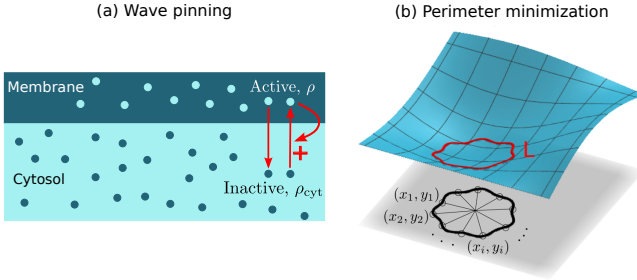 (a) Wave pinning
Membrane
Active, ρ
+
Cytosol
Inactive, ρcyt
(b) Perimeter minimization
L
(x1, y1)
(x2, y2)
(xi, yi)
. . . .
. . .